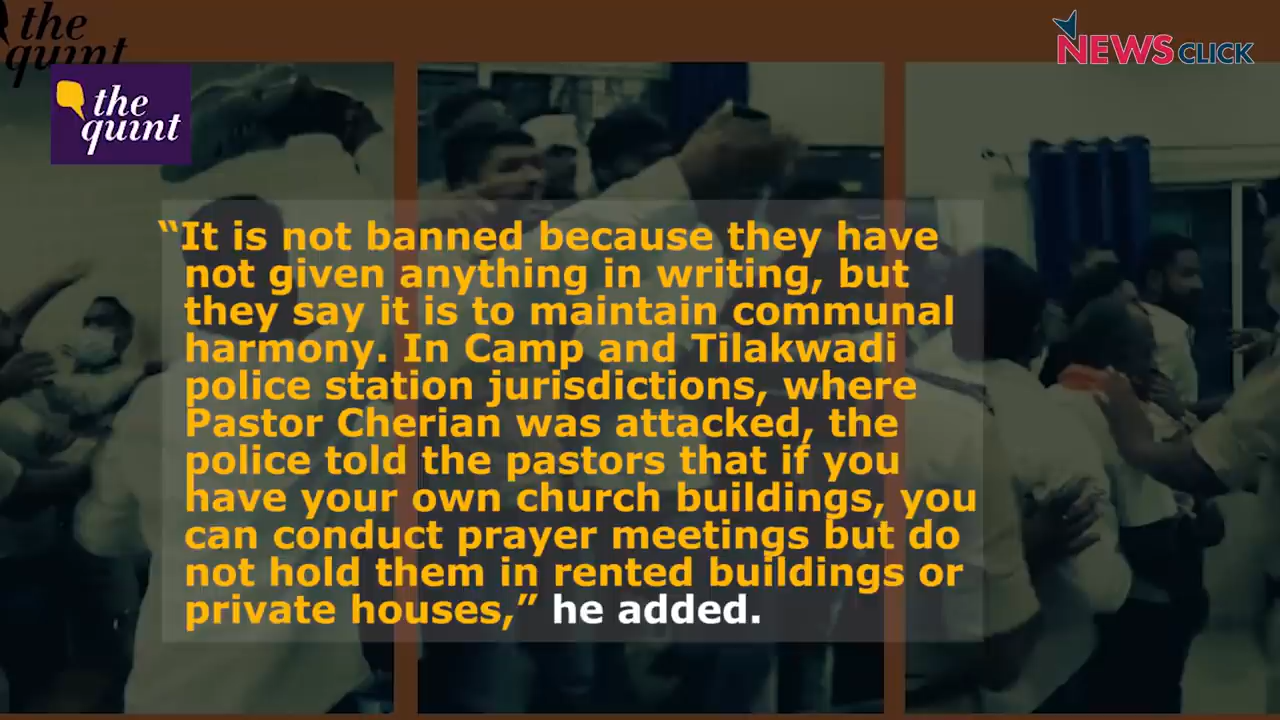 the
quint
the
quint
NEWSCLICK
“It is not banned because they have
not given anything in writing, but
they say it is to maintain communal
harmony. In Camp and Tilakwadi
police station jurisdictions, where
Pastor Cherian was attacked, the
police told the pastors that if you
have your own church buildings, you
can conduct prayer meetings but do
not hold them in rented buildings or
private houses,” he added.